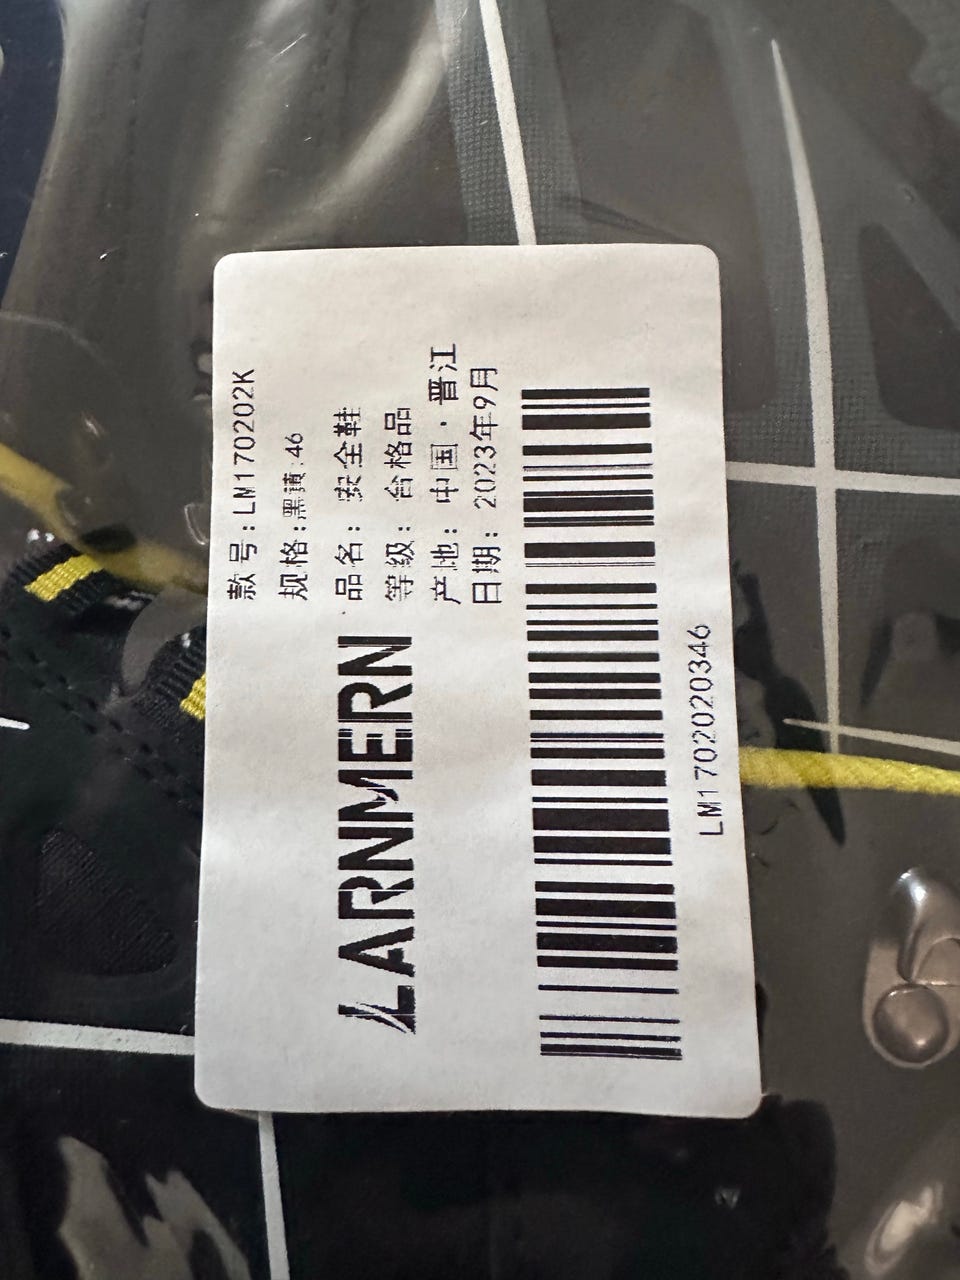 LARNMERN
款号:LM170202K
规格:黑黄:46
品名: 安全鞋
等级: 合格品
产地: 中国·晋江
日期: 2023年9月
LM1702020346